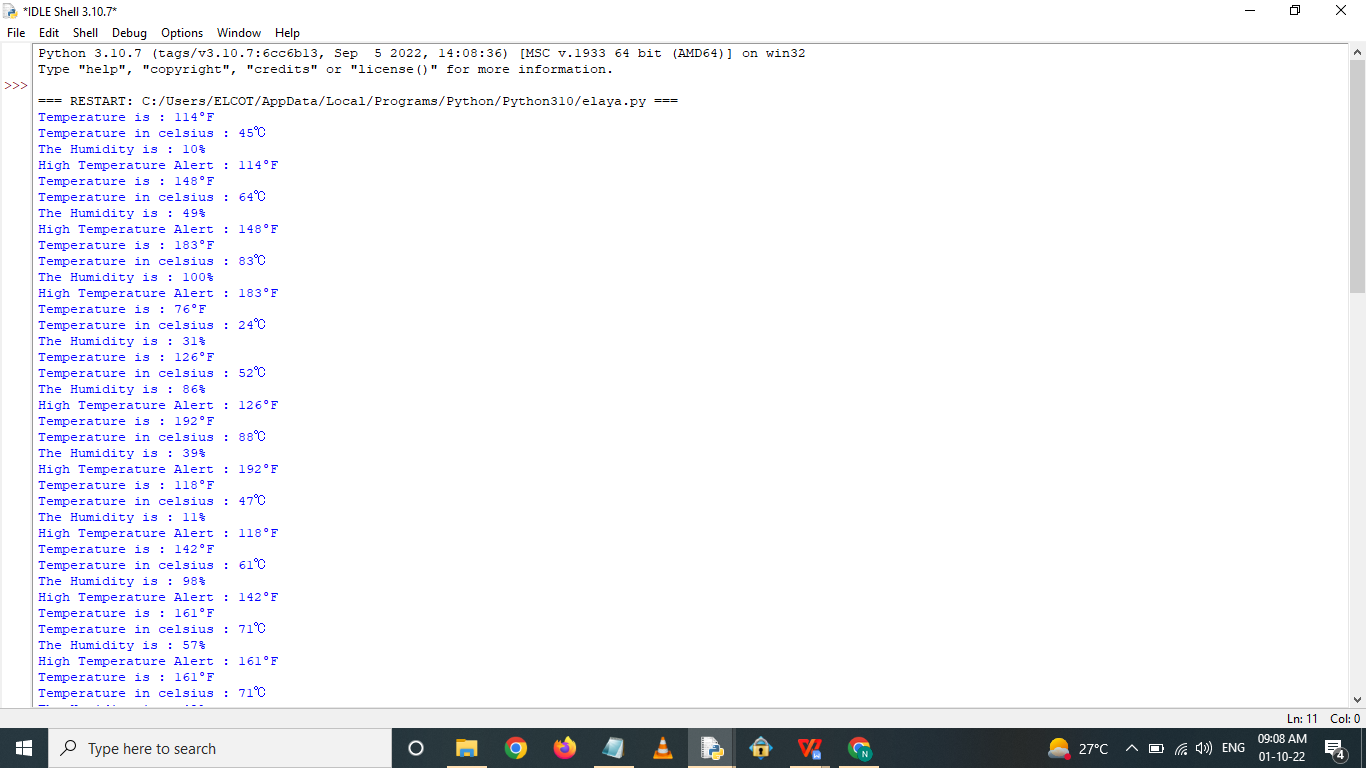 *IDLE Shell 3.10.7*
File Edit Shell Debug Options Window Help
Python 3.10.7 (tags/v3.10.7:6cc6b13, Sep  5 2022, 14:08:36) [MSC v.1933 64 bit (AMD64)] on win32
Type "help", "copyright", "credits" or "license()" for more information.
>>>
=== RESTART: C:/Users/ELCOT/AppData/Local/Programs/Python/Python310/elaya.py ===
Temperature is : 114°F
Temperature in celsius : 45℃
The Humidity is : 10%
High Temperature Alert : 114°F
Temperature is : 148°F
Temperature in celsius : 64℃
The Humidity is : 49%
High Temperature Alert : 148°F
Temperature is : 183°F
Temperature in celsius : 83℃
The Humidity is : 100%
High Temperature Alert : 183°F
Temperature is : 76°F
Temperature in celsius : 24℃
The Humidity is : 31%
Temperature is : 126°F
Temperature in celsius : 52℃
The Humidity is : 86%
High Temperature Alert : 126°F
Temperature is : 192°F
Temperature in celsius : 88℃
The Humidity is : 39%
High Temperature Alert : 192°F
Temperature is : 118°F
Temperature in celsius : 47℃
The Humidity is : 11%
High Temperature Alert : 118°F
Temperature is : 142°F
Temperature in celsius : 61℃
The Humidity is : 98%
High Temperature Alert : 142°F
Temperature is : 161°F
Temperature in celsius : 71℃
The Humidity is : 57%
High Temperature Alert : 161°F
Temperature is : 161°F
Temperature in celsius : 71℃
Ln: 11 Col: 0
Type here to search
27°C
ENG
09:08 AM
01-10-22
4